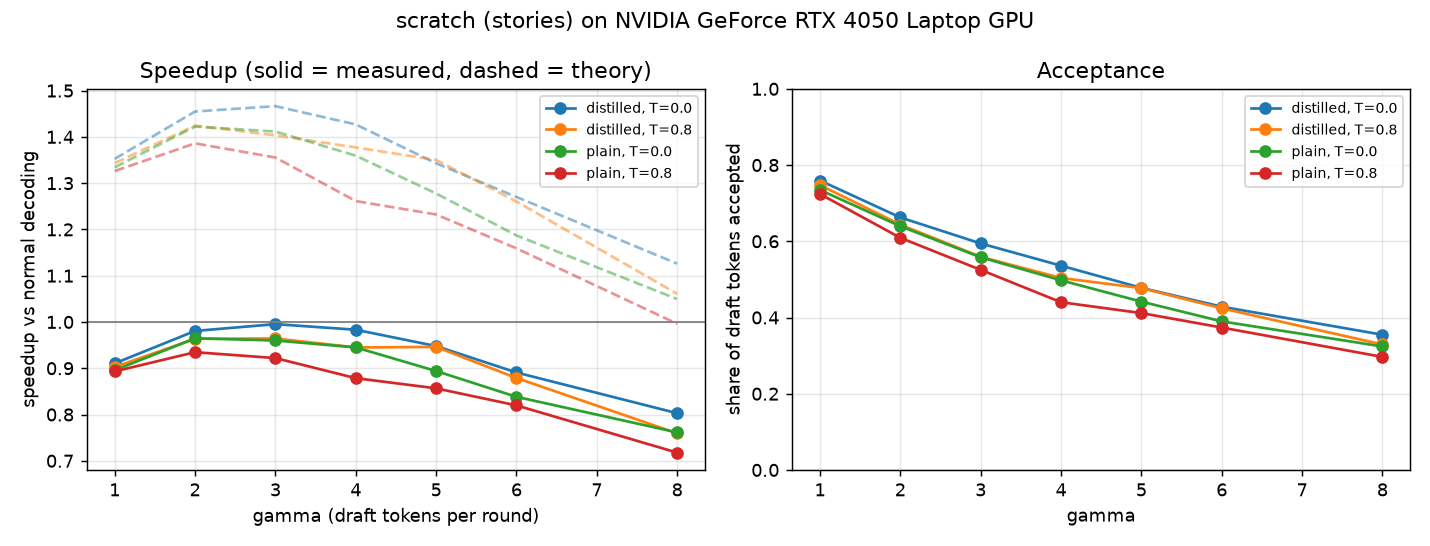 scratch (stories) on NVIDIA GeForce RTX 4050 Laptop GPU
Speedup (solid = measured, dashed = theory)
speedup vs normal decoding
1.5
1.4
1.3
1.2
1.1
1.0
0.9
0.8
0.7
distilled, T=0.0
distilled, T=0.8
plain, T=0.0
plain, T=0.8
1 2 3 4 5 6 7 8
gamma (draft tokens per round)
Acceptance
share of draft tokens accepted
1.0
0.8
0.6
0.4
0.2
0.0
distilled, T=0.0
distilled, T=0.8
plain, T=0.0
plain, T=0.8
1 2 3 4 5 6 7 8
gamma